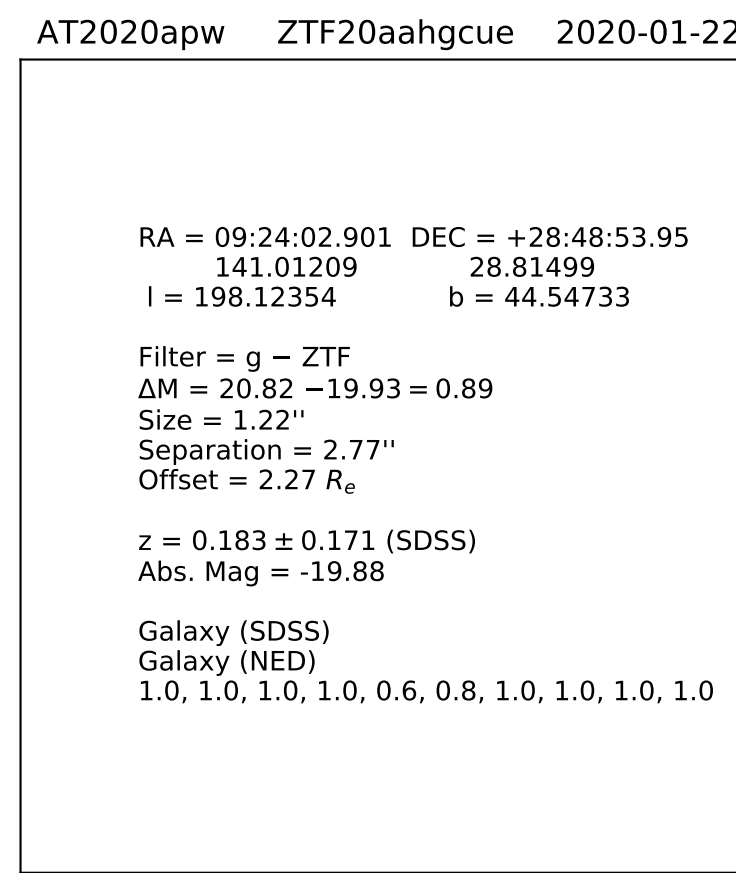 AT2020apw ZTF20aahgcue 2020-01-22
RA = 09:24:02.901 DEC = +28:48:53.95
141.01209 28.81499
l = 198.12354 b = 44.54733
Filter = g − ZTF
ΔM = 20.82 −19.93 = 0.89
Size = 1.22''
Separation = 2.77''
Offset = 2.27 Re
z = 0.183 ± 0.171 (SDSS)
Abs. Mag = -19.88
Galaxy (SDSS)
Galaxy (NED)
1.0, 1.0, 1.0, 1.0, 0.6, 0.8, 1.0, 1.0, 1.0, 1.0